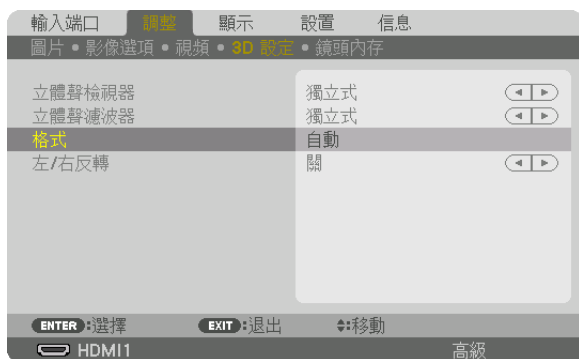 輸入端口 調整 顯示 設置 信息
圖片 • 影像選項 • 視頻 • 3D 設定 • 鏡頭內存
立體聲檢視器 獨立式
立體聲濾波器 獨立式
格式 自動
左/右反轉 關
ENTER:選擇 EXIT:退出 :移動
HDMI1 高級